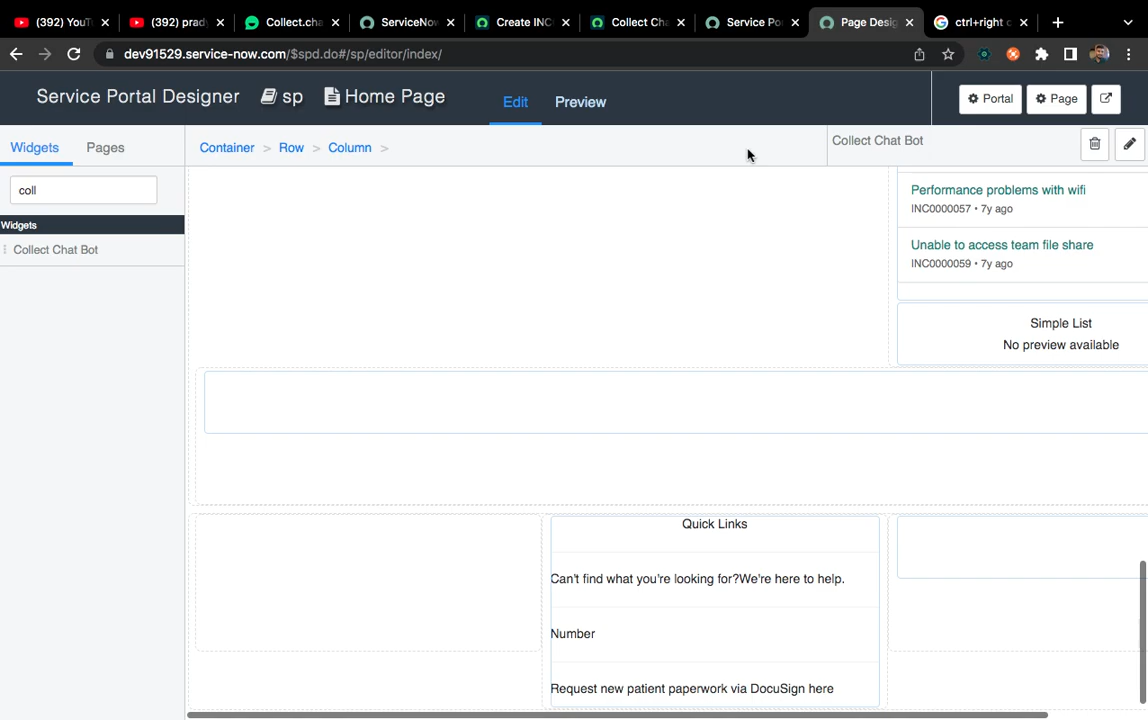 (392) YouTu
(392) prad
Collect.cha
ServiceNow
Create INC
Collect Cha
Service Po
Page Desig
ctrl+right c
dev91529.service-now.com/$spd.do#/sp/editor/index/
Service Portal Designer
sp
Home Page
Edit
Preview
Portal
Page
Widgets
Pages
Container > Row > Column >
Collect Chat Bot
coll
Widgets
Collect Chat Bot
Performance problems with wifi
INC0000057 • 7y ago
Unable to access team file share
INC0000059 • 7y ago
Simple List
No preview available
Quick Links
Can't find what you're looking for?We're here to help.
Number
Request new patient paperwork via DocuSign here